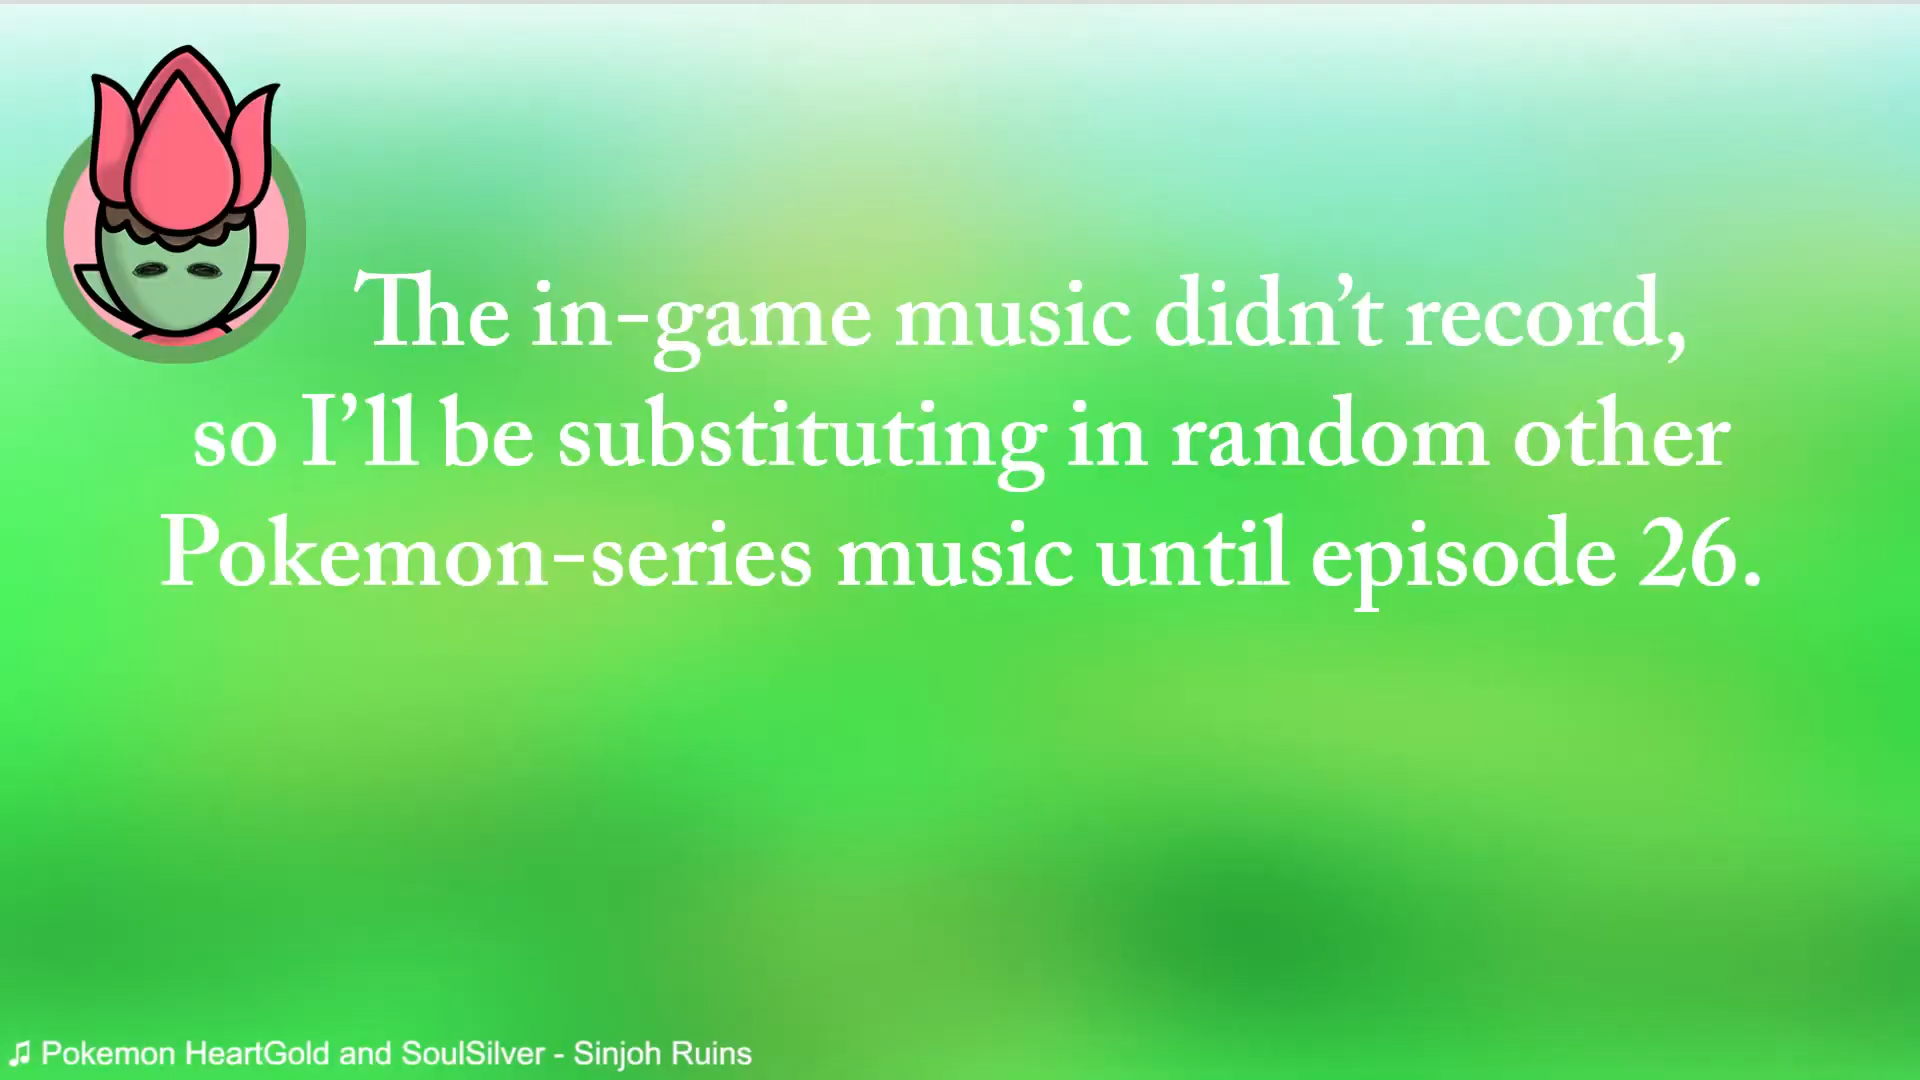 The in-game music didn’t record,
so I’ll be substituting in random other
Pokemon-series music until episode 26.
♫ Pokemon HeartGold and SoulSilver - Sinjoh Ruins